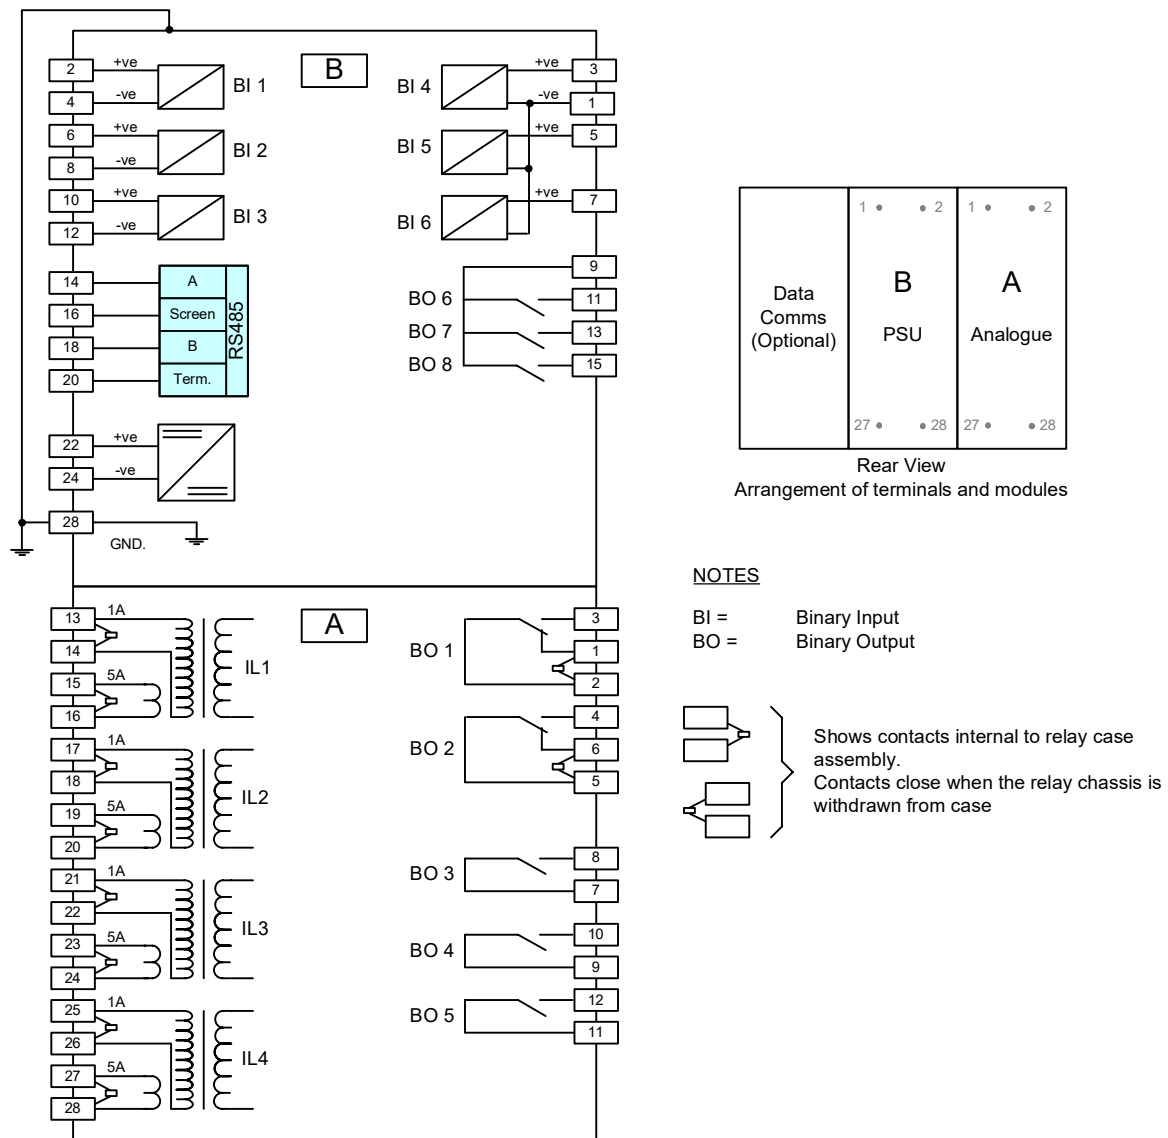 B
2 +ve
4 -ve
BI 1
6 +ve
8 -ve
BI 2
10 +ve
12 -ve
BI 3
14 A
16 Screen
18 B
20 Term.
RS485
22 +ve
24 -ve
28
GND.
BI 4 +ve 3
-ve 1
BI 5 +ve 5
BI 6 +ve 7
9
BO 6 11
BO 7 13
BO 8 15
A
13 1A
14
15 5A
16
IL1
17 1A
18
19 5A
20
IL2
21 1A
22
23 5A
24
IL3
25 1A
26
27 5A
28
IL4
BO 1
3
1
2
BO 2
4
6
5
BO 3
8
7
BO 4
10
9
BO 5
12
11
Data
Comms
(Optional)
1 2
B
PSU
27 28
1 2
A
Analogue
27 28
Rear View
Arrangement of terminals and modules
NOTES
BI = Binary Input
BO = Binary Output
Shows contacts internal to relay case
assembly.
Contacts close when the relay chassis is
withdrawn from case